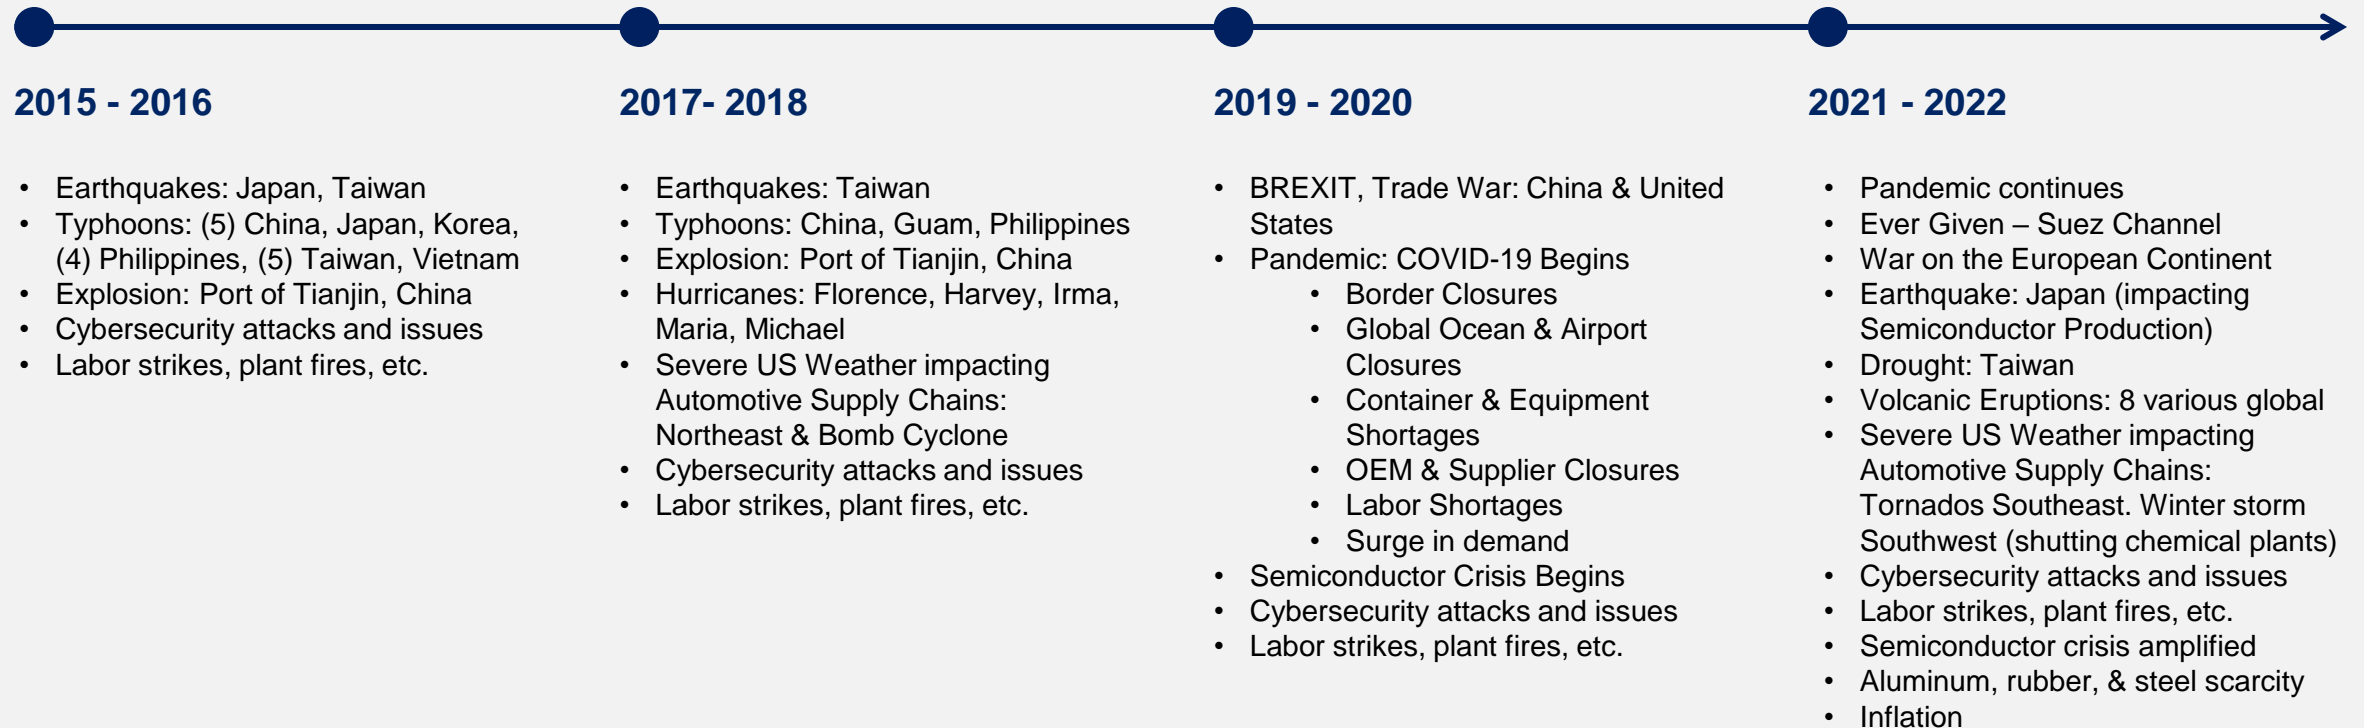 2015 - 2016
• Earthquakes: Japan, Taiwan
• Typhoons: (5) China, Japan, Korea,
(4) Philippines, (5) Taiwan, Vietnam
• Explosion: Port of Tianjin, China
• Cybersecurity attacks and issues
• Labor strikes, plant fires, etc.
2017- 2018
• Earthquakes: Taiwan
• Typhoons: China, Guam, Philippines
• Explosion: Port of Tianjin, China
• Hurricanes: Florence, Harvey, Irma,
Maria, Michael
• Severe US Weather impacting
Automotive Supply Chains:
Northeast & Bomb Cyclone
• Cybersecurity attacks and issues
• Labor strikes, plant fires, etc.
2019 - 2020
• BREXIT, Trade War: China & United
States
• Pandemic: COVID-19 Begins
• Border Closures
• Global Ocean & Airport
Closures
• Container & Equipment
Shortages
• OEM & Supplier Closures
• Labor Shortages
• Surge in demand
• Semiconductor Crisis Begins
• Cybersecurity attacks and issues
• Labor strikes, plant fires, etc.
2021 - 2022
• Pandemic continues
• Ever Given – Suez Channel
• War on the European Continent
• Earthquake: Japan (impacting
Semiconductor Production)
• Drought: Taiwan
• Volcanic Eruptions: 8 various global
• Severe US Weather impacting
Automotive Supply Chains:
Tornados Southeast. Winter storm
Southwest (shutting chemical plants)
• Cybersecurity attacks and issues
• Labor strikes, plant fires, etc.
• Semiconductor crisis amplified
• Aluminum, rubber, & steel scarcity
• Inflation